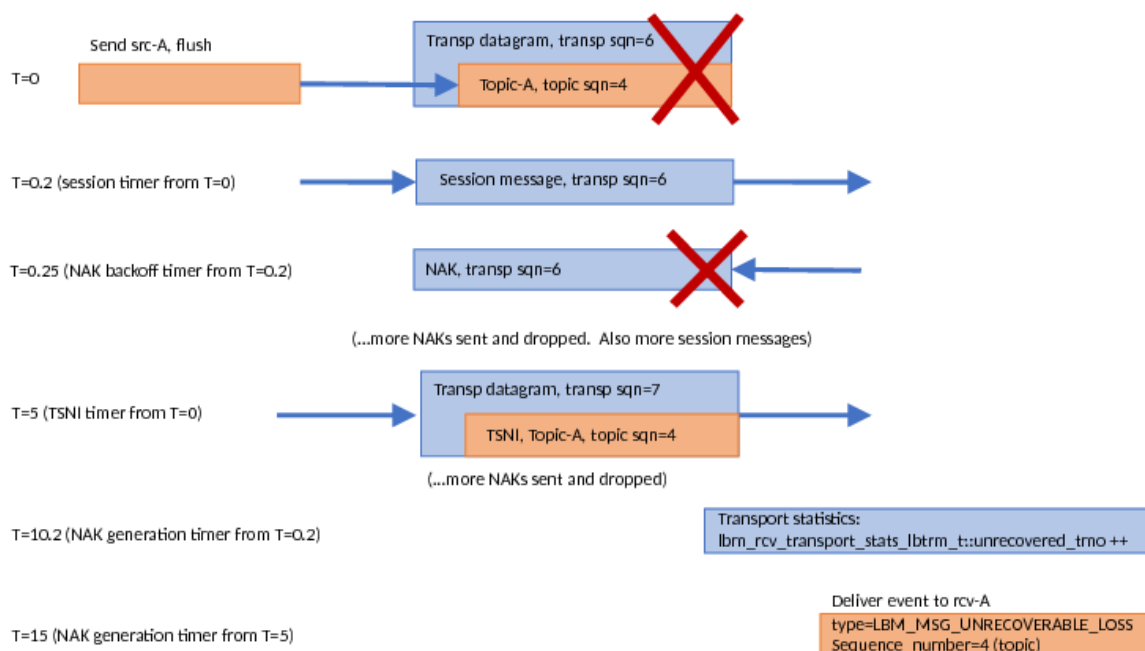 Send src-A, flush
Transp datagram, transp sqn=6
T=0
Topic-A, topic sqn=4
T=0.2 (session timer from T=0)
Session message, transp sqn=6
T=0.25 (NAK backoff timer from T=0.2)
NAK, transp sqn=6
(...more NAKs sent and dropped. Also more session messages)
Transp datagram, transp sqn=7
T=5 (TSNI timer from T=0)
TSNI, Topic-A, topic sqn=4
(...more NAKs sent and dropped)
T=10.2 (NAK generation timer from T=0.2)
Transport statistics:
lbm_rcv_transport_stats_lbtrm_t::unrecovered_tmo ++
Deliver event to rcv-A
T=15 (NAK generation timer from T=5)
type=LBM_MSG_UNRECOVERABLE_LOSS
Sequence_number=4 (topic)